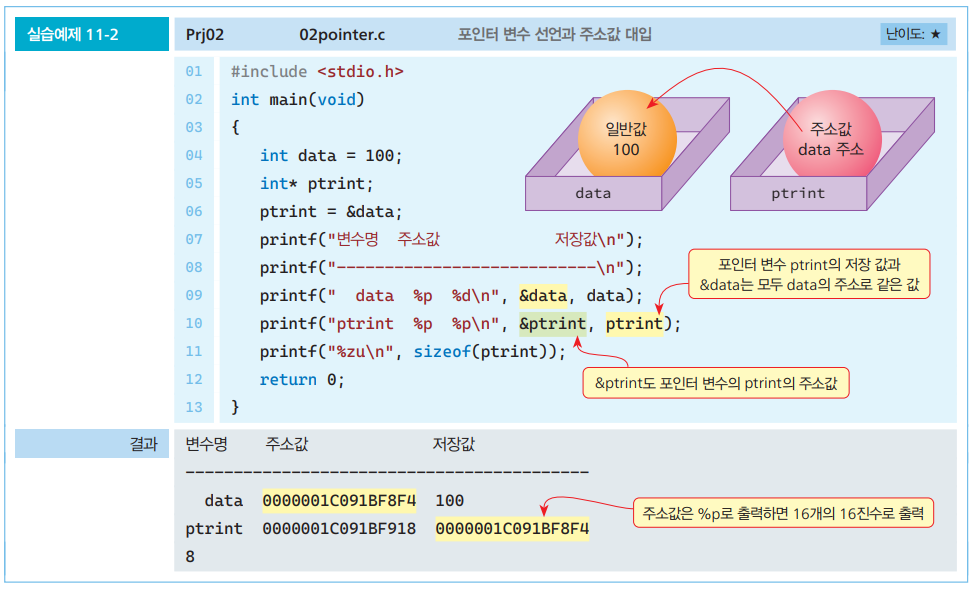 실습예제 11-2 Prj02 02pointer.c 포인터 변수 선언과 주소값 대입 난이도: ★
01 #include <stdio.h>
02 int main(void)
03 {
04 int data = 100;
05 int* ptrint;
06 ptrint = &data;
07 printf("변수명 주소값 저장값\n");
08 printf("---------------------------\n");
09 printf(" data %p %d\n", &data, data);
10 printf("ptrint %p %p\n", &ptrint, ptrint);
11 printf("%zu\n", sizeof(ptrint));
12 return 0;
13 }
일반값
100
data
주소값
data 주소
ptrint
포인터 변수 ptrint의 저장 값과
&data는 모두 data의 주소로 같은 값
&ptrint도 포인터 변수의 ptrint의 주소값
결과
변수명 주소값 저장값
------------------------------------------
data 0000001C091BF8F4 100
ptrint 0000001C091BF918 0000001C091BF8F4
8
주소값은 %p로 출력하면 16개의 16진수로 출력